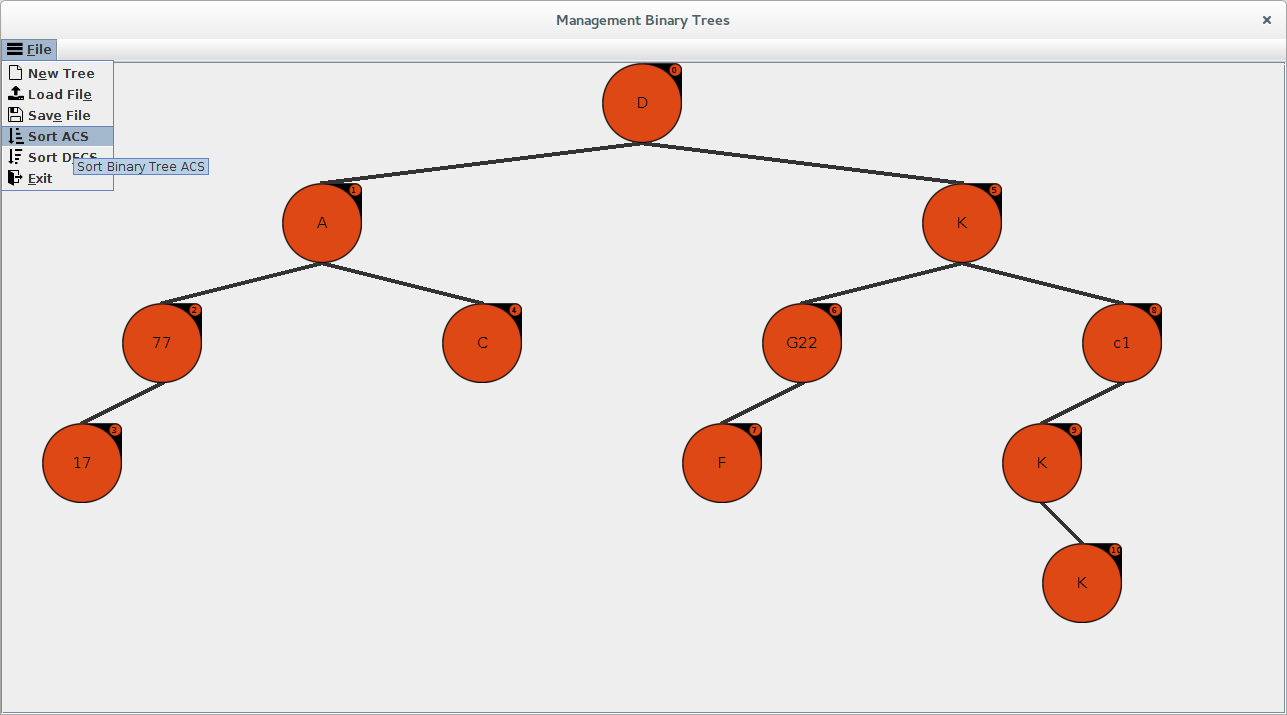 Management Binary Trees
×
File
New Tree
Load File
Save File
Sort ACS
Sort DECS
Sort Binary Tree ACS
Exit
D 0
A 1
K 5
77 2
C 4
G22 6
c1 8
17 3
F 7
K 9
K 10